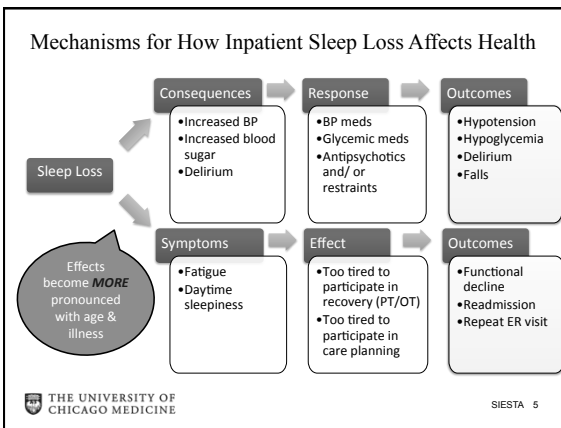 Mechanisms for How Inpatient Sleep Loss Affects Health
Sleep Loss
Consequences
•Increased BP
•Increased blood
sugar
•Delirium
Response
•BP meds
•Glycemic meds
•Antipsychotics
and/ or
restraints
Outcomes
•Hypotension
•Hypoglycemia
•Delirium
•Falls
Effects
become MORE
pronounced
with age &
illness
Symptoms
•Fatigue
•Daytime
sleepiness
Effect
•Too tired to
participate in
recovery (PT/OT)
•Too tired to
participate in
care planning
Outcomes
•Functional
decline
•Readmission
•Repeat ER visit
THE UNIVERSITY OF
CHICAGO MEDICINE
SIESTA 5